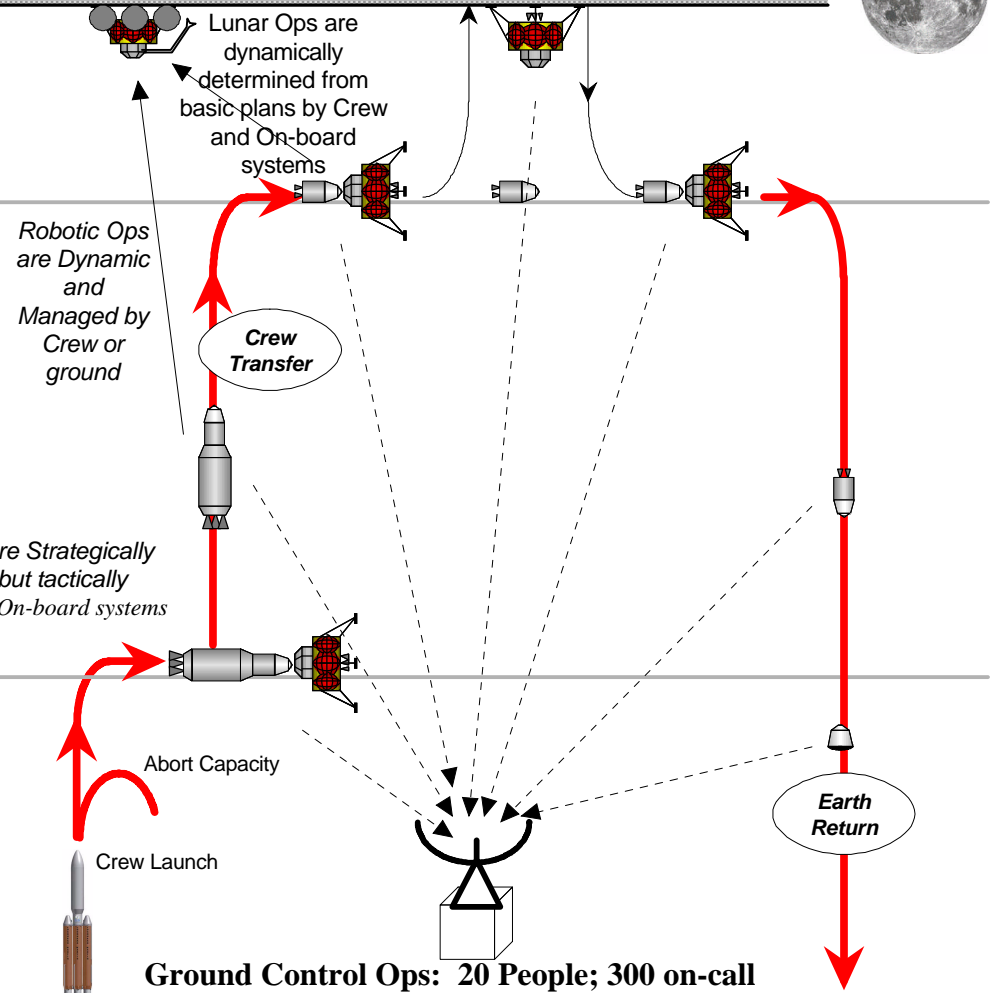 Lunar Ops are
dynamically
determined from
basic plans by Crew
and On-board
systems
Robotic Ops
are Dynamic
and
Managed by
Crew or
ground
Crew
Transfer
re Strategically
but tactically
On-board systems
Abort Capacity
Crew Launch
Earth
Return
Ground Control Ops: 20 People; 300 on-call